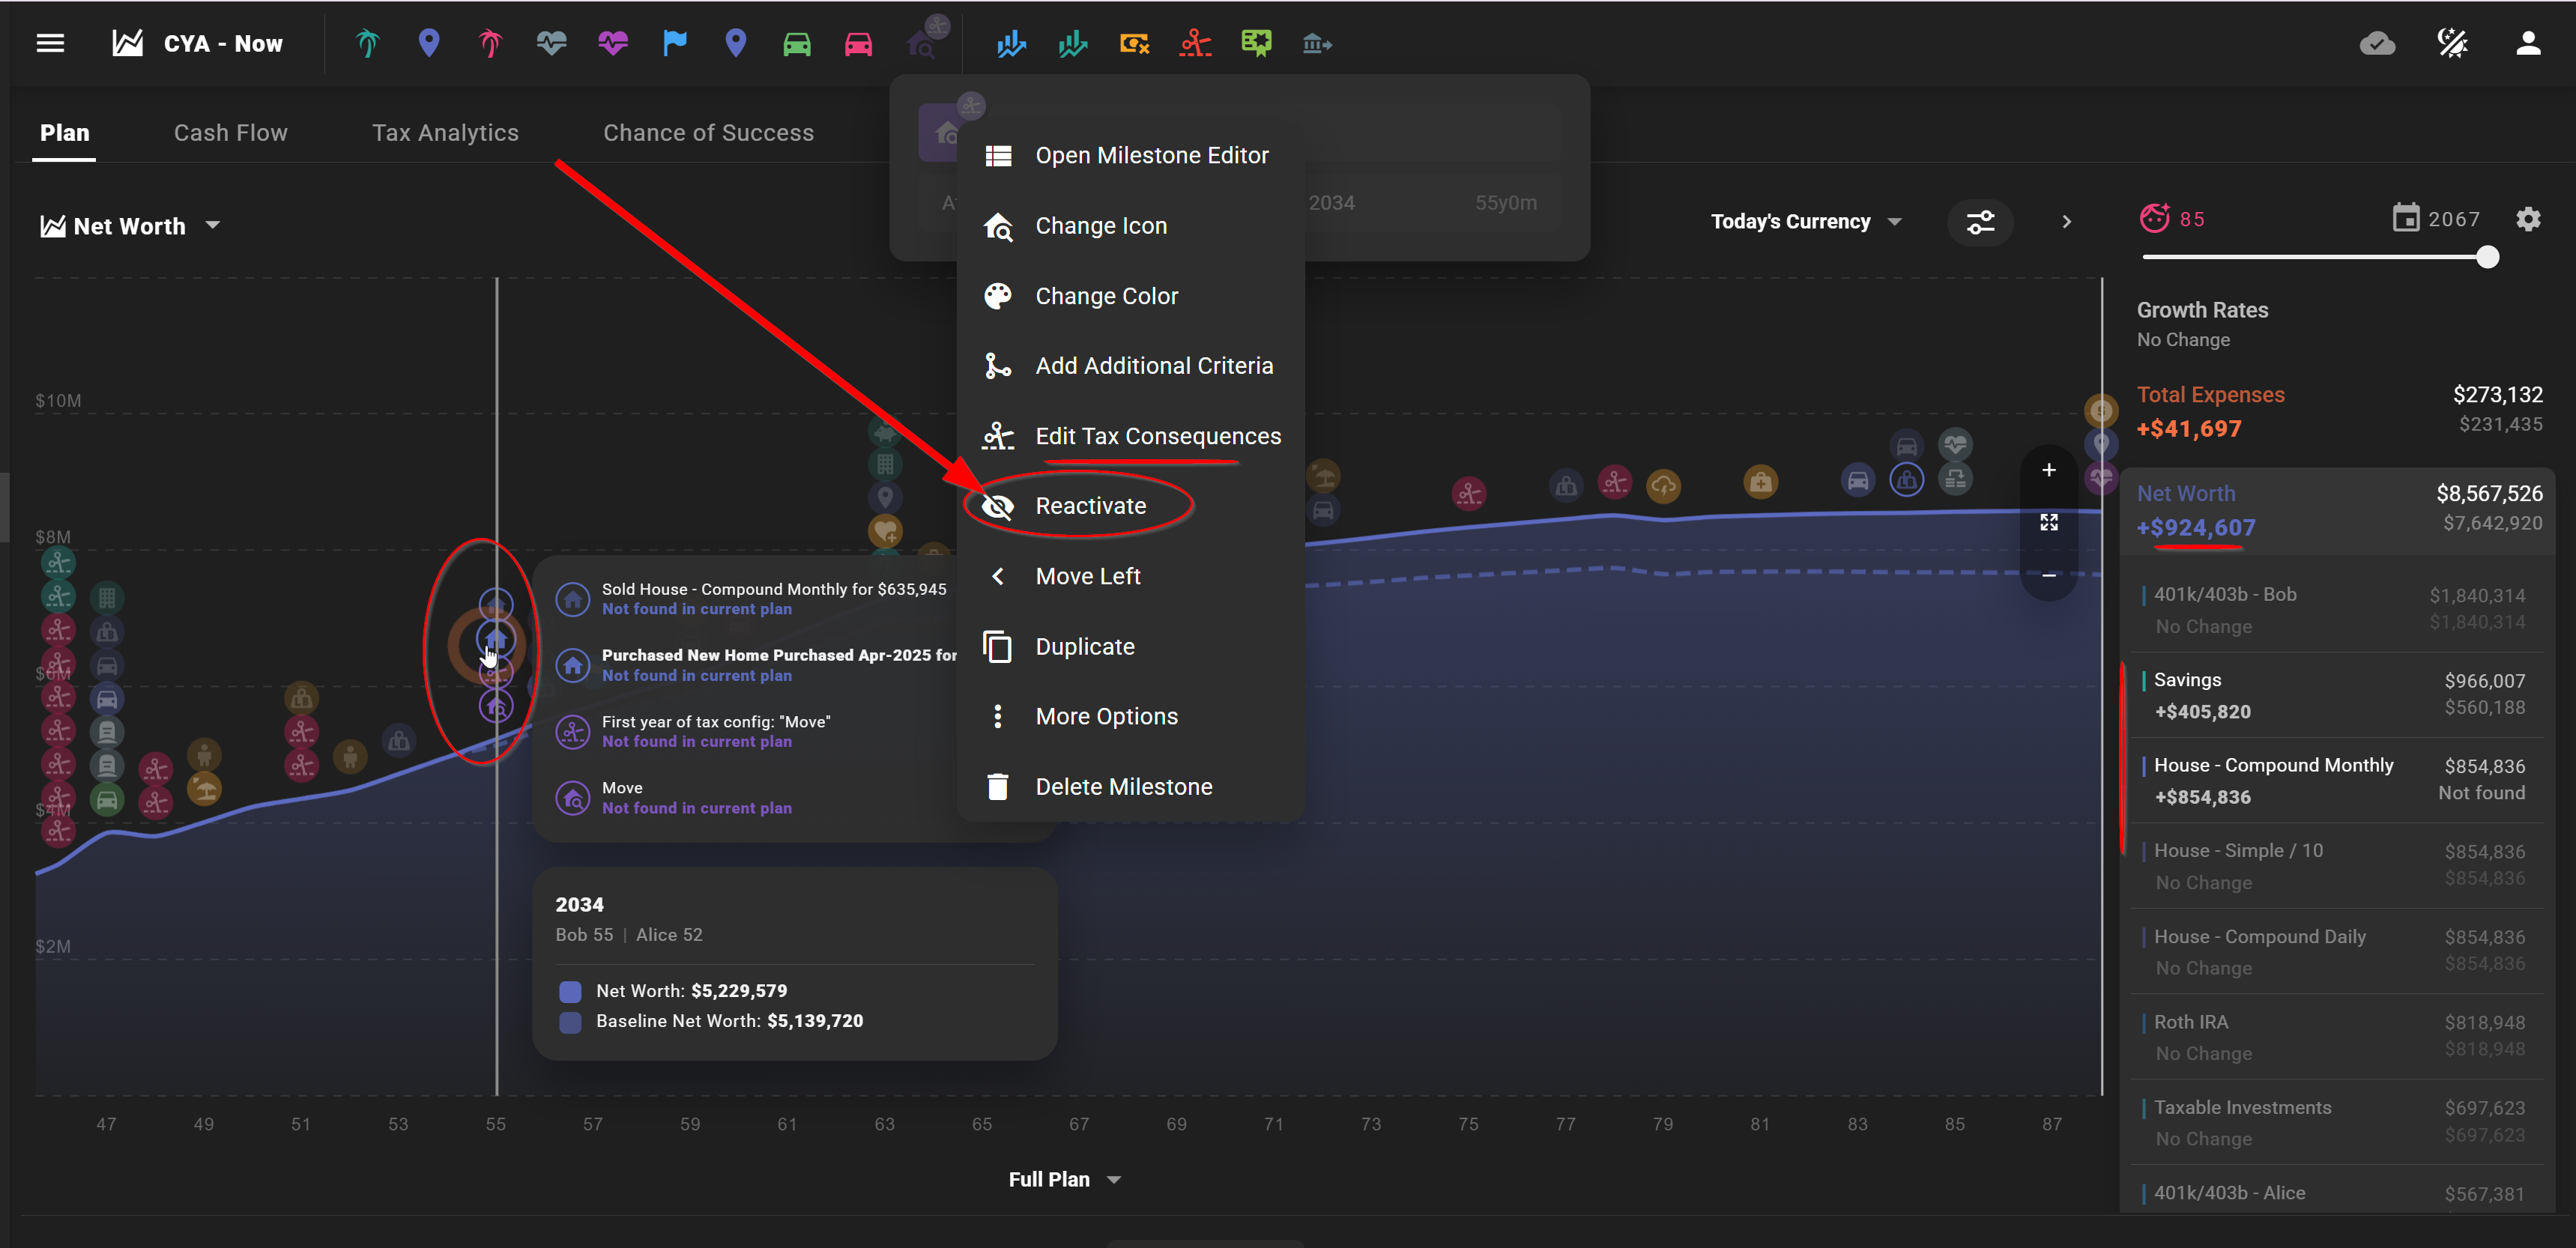 CYA - Now
Plan
Cash Flow
Tax Analytics
Chance of Success
Net Worth
2034
55y0m
Open Milestone Editor
Change Icon
Change Color
Add Additional Criteria
Edit Tax Consequences
Reactivate
Move Left
Duplicate
More Options
Delete Milestone
Today's Currency
85
2067
Growth Rates
No Change
Total Expenses
$273,132
+$41,697
$231,435
Net Worth
$8,567,526
+$924,607
$7,642,920
401k/403b - Bob
$1,840,314
No Change
$1,840,314
Savings
$966,007
+$405,820
$560,188
House - Compound Monthly
$854,836
+$854,836
Not found
House - Simple / 10
$854,836
No Change
$854,836
House - Compound Daily
$854,836
No Change
$854,836
Roth IRA
$818,948
No Change
$818,948
Taxable Investments
$697,623
No Change
$697,623
401k/403b - Alice
$567,381
$10M
$8M
$6M
$4M
$2M
Sold House - Compound Monthly for $635,945
Not found in current plan
Purchased New Home Purchased Apr-2025 for
Not found in current plan
First year of tax config: "Move"
Not found in current plan
Move
Not found in current plan
2034
Bob 55 | Alice 52
Net Worth: $5,229,579
Baseline Net Worth: $5,139,720
47 49 51 53 55 57 59 61 63 65 67 69 71 73 75 77 79 81 83 85 87
Full Plan